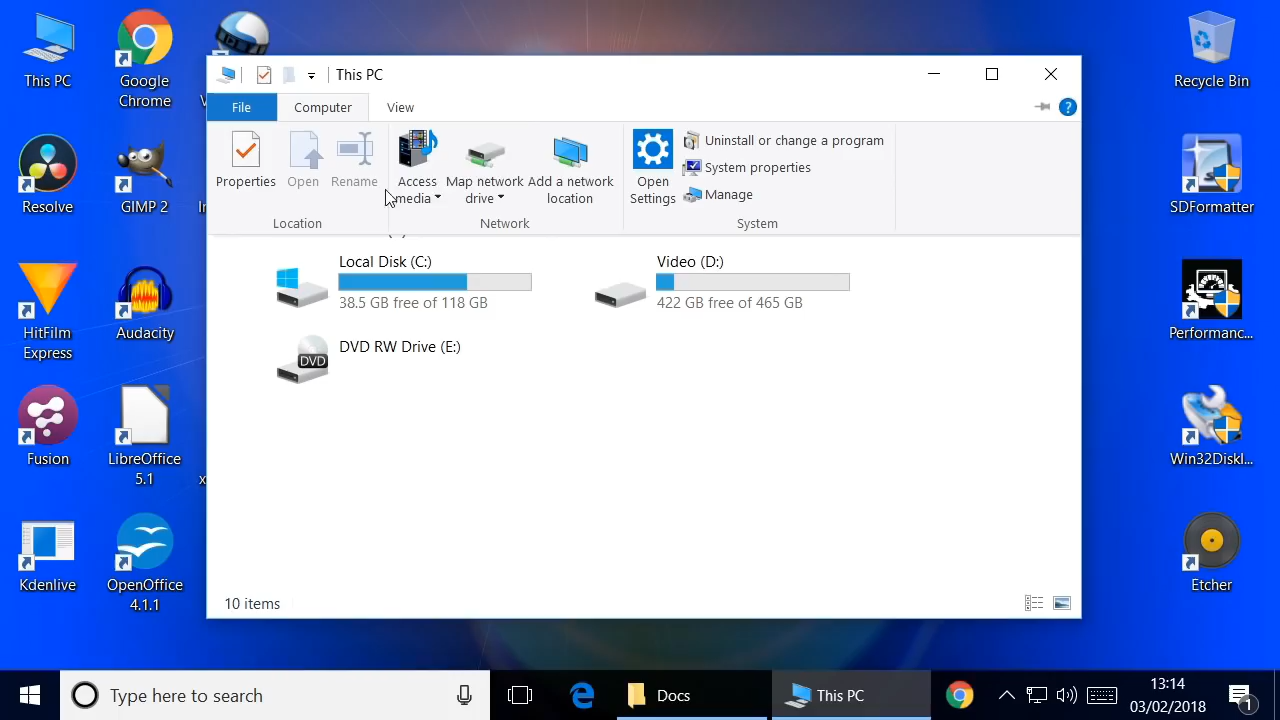 This PC
Google
Chrome
Resolve
GIMP 2
HitFilm
Express
Audacity
Fusion
LibreOffice
5.1
Kdenlive
OpenOffice
4.1.1
This PC
File
Computer
View
?
Properties
Open
Rename
Access
media
Map network
drive
Add a network
location
Open
Settings
Uninstall or change a program
System properties
Manage
Location
Network
System
Local Disk (C:)
38.5 GB free of 118 GB
Video (D:)
422 GB free of 465 GB
DVD
DVD RW Drive (E:)
10 items
Recycle Bin
SDFormatter
Performanc...
Win32DiskI...
Etcher
Type here to search
Docs
This PC
13:14
03/02/2018
1